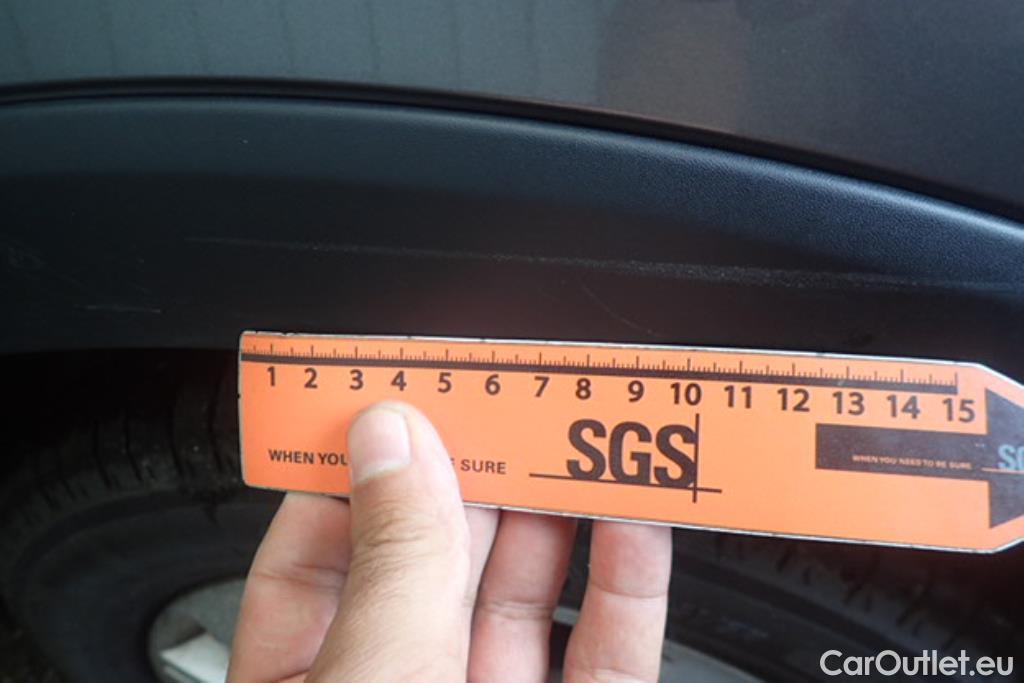 1 2 3 4 5 6 7 8 9 10 11 12 13 14 15
SGS
WHEN YOU
SURE
WHEN YOU NEED TO BE SURE
CarOutlet.eu